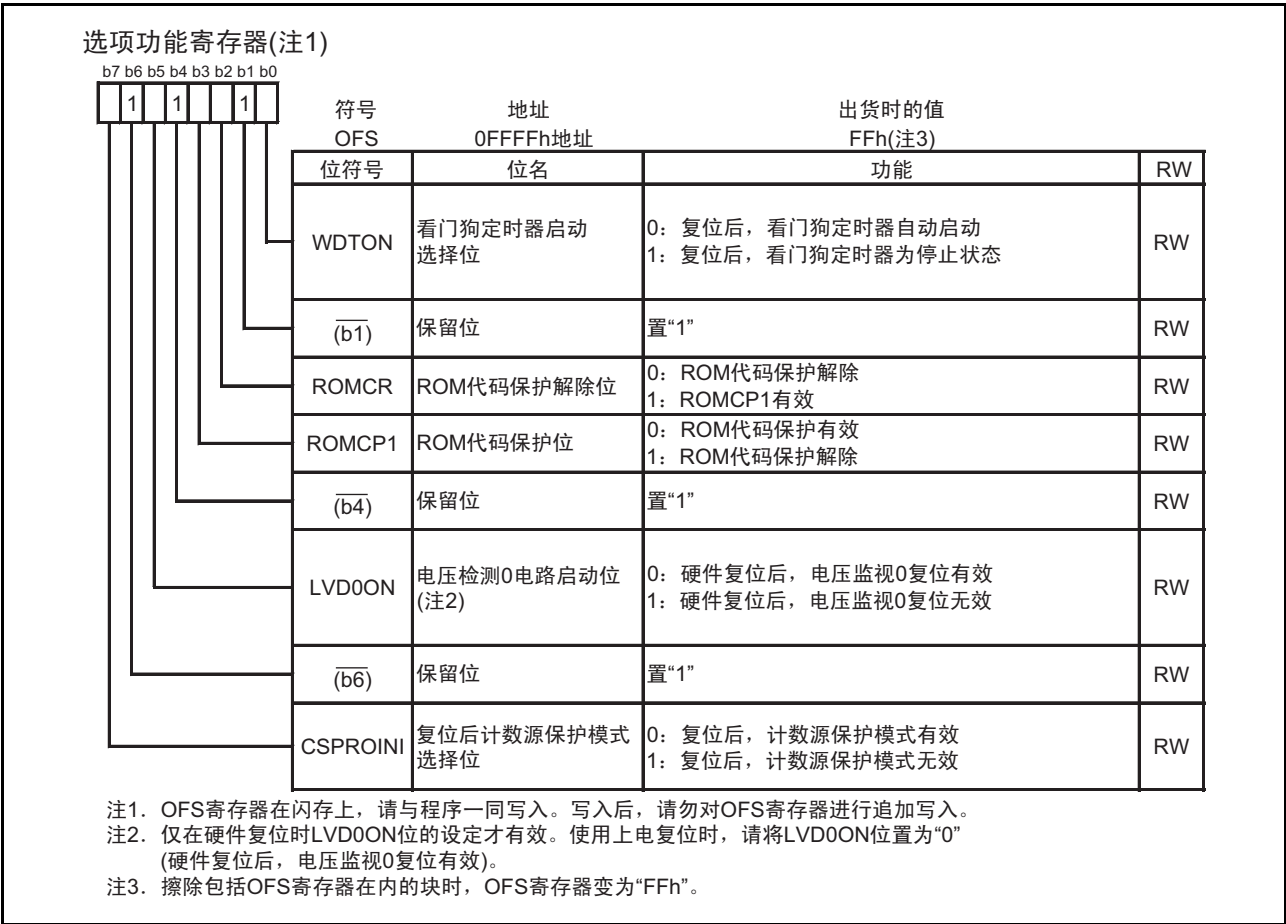 选项功能寄存器(注1)
b7 b6 b5 b4 b3 b2 b1 b0
1 1 1
符号 地址 出货时的值
OFS 0FFFFh地址 FFh(注3)
位符号 位名 功能 RW
WDTON 看门狗定时器启动选择位 0：复位后，看门狗定时器自动启动 RW
1：复位后，看门狗定时器为停止状态
(b1) 保留位 置“1” RW
ROMCR ROM代码保护解除位 0：ROM代码保护解除 RW
1：ROMCP1有效
ROMCP1 ROM代码保护位 0：ROM代码保护有效 RW
1：ROM代码保护解除
(b4) 保留位 置“1” RW
LVD0ON 电压检测0电路启动位(注2) 0：硬件复位后，电压监视0复位有效 RW
1：硬件复位后，电压监视0复位无效
(b6) 保留位 置“1” RW
CSPROINI 复位后计数源保护模式选择位 0：复位后，计数源保护模式有效 RW
1：复位后，计数源保护模式无效
注1．OFS寄存器在闪存上，请与程序一同写入。写入后，请勿对OFS寄存器进行追加写入。
注2．仅在硬件复位时LVD0ON位的设定才有效。使用上电复位时，请将LVD0ON位置为“0”
(硬件复位后，电压监视0复位有效)。
注3．擦除包括OFS寄存器在内的块时，OFS寄存器变为“FFh”。